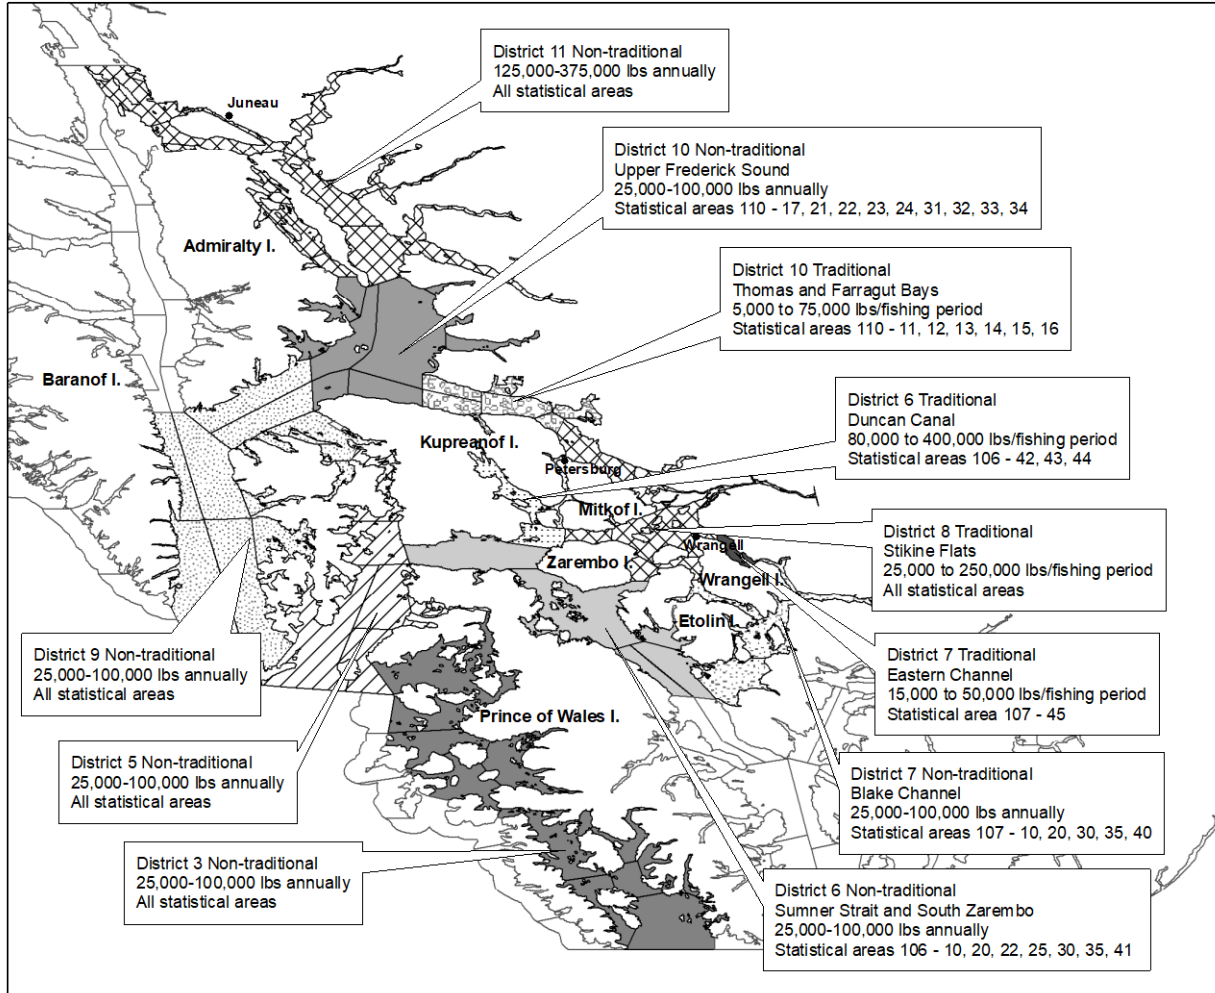 District 11 Non-traditional
125,000-375,000 lbs annually
All statistical areas
Juneau
District 10 Non-traditional
Upper Frederick Sound
25,000-100,000 lbs annually
Statistical areas 110 - 17, 21, 22, 23, 24, 31, 32, 33, 34
Admiralty I.
District 10 Traditional
Thomas and Farragut Bays
5,000 to 75,000 lbs/fishing period
Statistical areas 110 - 11, 12, 13, 14, 15, 16
Baranof I.
District 6 Traditional
Duncan Canal
80,000 to 400,000 lbs/fishing period
Statistical areas 106 - 42, 43, 44
Kupreanof I.
Petersburg
Mitkof I.
District 8 Traditional
Stikine Flats
25,000 to 250,000 lbs/fishing period
All statistical areas
Wrangell
Zarembo I.
Wrangell I.
Etolin I.
District 9 Non-traditional
25,000-100,000 lbs annually
All statistical areas
District 7 Traditional
Eastern Channel
15,000 to 50,000 lbs/fishing period
Statistical area 107 - 45
Prince of Wales I.
District 5 Non-traditional
25,000-100,000 lbs annually
All statistical areas
District 7 Non-traditional
Blake Channel
25,000-100,000 lbs annually
Statistical areas 107 - 10, 20, 30, 35, 40
District 3 Non-traditional
25,000-100,000 lbs annually
All statistical areas
District 6 Non-traditional
Sumner Strait and South Zarembo
25,000-100,000 lbs annually
Statistical areas 106 - 10, 20, 22, 25, 30, 35, 41